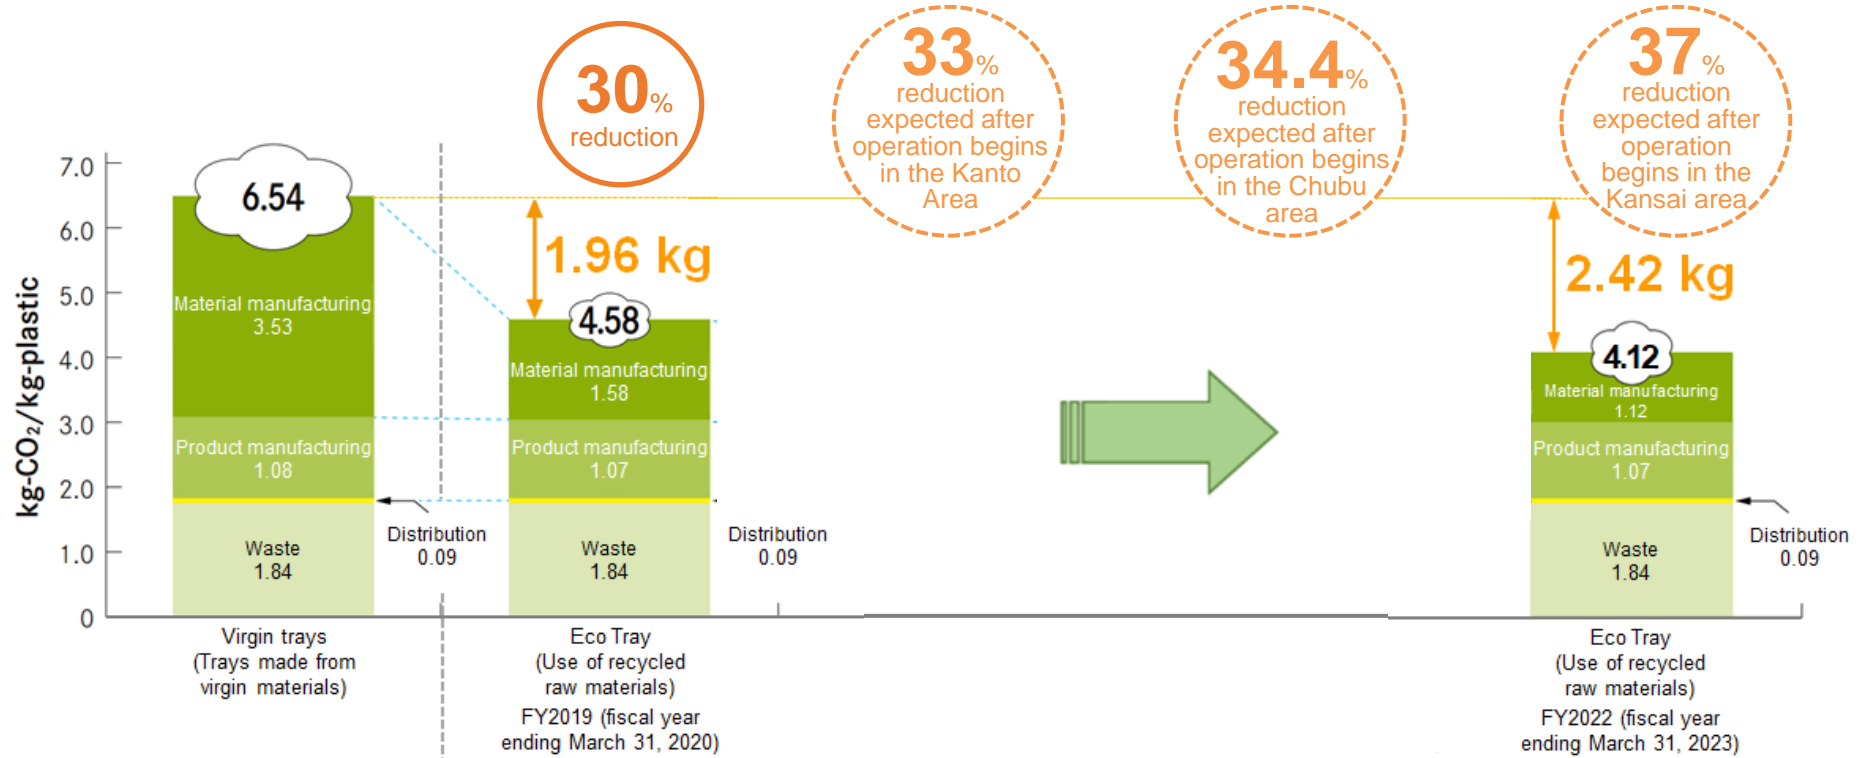 30%
reduction
33%
reduction
expected after
operation begins
in the Kanto
Area
34.4%
reduction
expected after
operation begins
in the Chubu
area
37%
reduction
expected after
operation
begins in the
Kansai area
kg-CO₂/kg-plastic
7.0
6.0
5.0
4.0
3.0
2.0
1.0
0
6.54
Material manufacturing
3.53
Product manufacturing
1.08
Waste
1.84
Distribution
0.09
1.96 kg
4.58
Material manufacturing
1.58
Product manufacturing
1.07
Waste
1.84
Distribution
0.09
2.42 kg
4.12
Material manufacturing
1.12
Product manufacturing
1.07
Waste
1.84
Distribution
0.09
Virgin trays
(Trays made from
virgin materials)
Eco Tray
(Use of recycled
raw materials)
FY2019 (fiscal year
ending March 31, 2020)
Eco Tray
(Use of recycled
raw materials)
FY2022 (fiscal year
ending March 31, 2023)